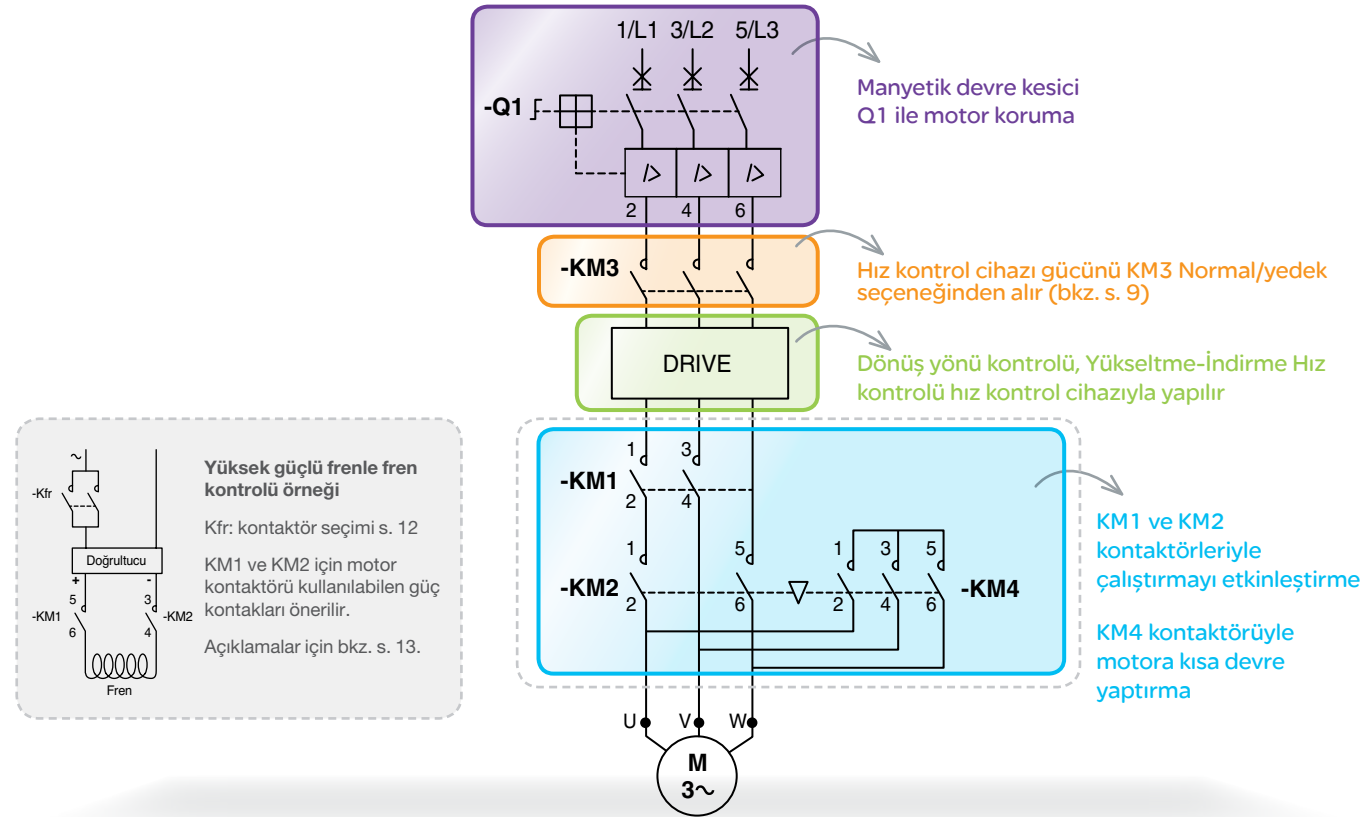 1/L1 3/L2 5/L3
-Q1
I> I> I>
2 4 6
Manyetik devre kesici
Q1 ile motor koruma
-KM3
Hız kontrol cihazı gücünü KM3 Normal/yedek
seçeneğinden alır (bkz. s. 9)
DRIVE
Dönüş yönü kontrolü, Yükseltme-İndirme Hız
kontrolü hız kontrol cihazıyla yapılır
1 3
-KM1
2 4
1 5 1 3 5
-KM2 -KM4
2 6 2 4 6
KM1 ve KM2
kontaktörleriyle
çalıştırmayı etkinleştirme
KM4 kontaktörüyle
motora kısa devre
yaptırma
U V W
M
3~
~
-Kfr
Doğrultucu
+ -
5 3
-KM1 -KM2
6 4
Fren
Yüksek güçlü frenle fren
kontrolü örneği
Kfr: kontaktör seçimi s. 12
KM1 ve KM2 için motor
kontaktörü kullanılabilen güç
kontakları önerilir.
Açıklamalar için bkz. s. 13.